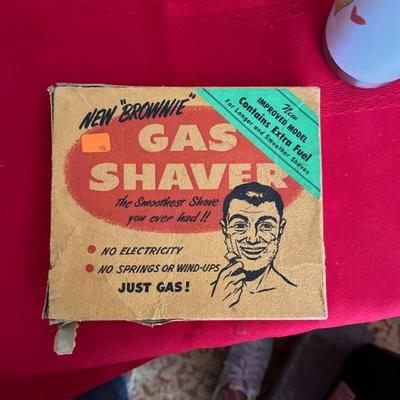 NEW "BROWNIE"
GAS
SHAVER
The Smoothest Shave
you ever had!!
• NO ELECTRICITY
• NO SPRINGS OR WIND-UPS
JUST GAS!
New
IMPROVED MODEL
Contains Extra Fuel
For Longer and Smoother Shaves